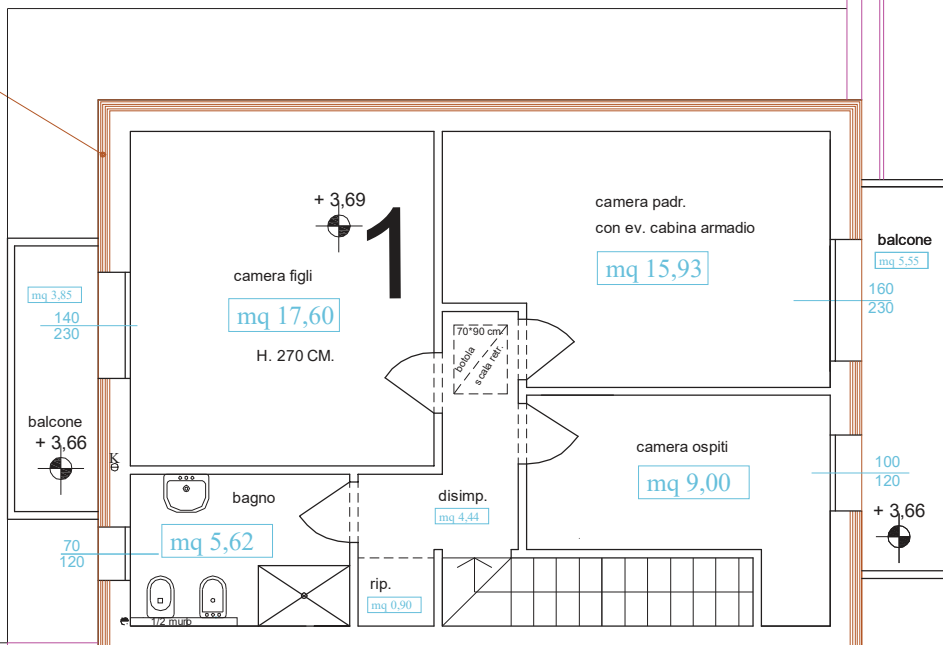 + 3,69
1
camera figli
mq 17,60
H. 270 CM.
camera padr.
con ev. cabina armadio
mq 15,93
balcone
mq 5,55
160
230
mq 3,85
140
230
balcone
+ 3,66
K
70*90 cm
botola
scala retr.
camera ospiti
mq 9,00
100
120
+ 3,66
bagno
mq 5,62
70
120
disimp.
mq 4,44
rip.
mq 0,90
1/2 muro